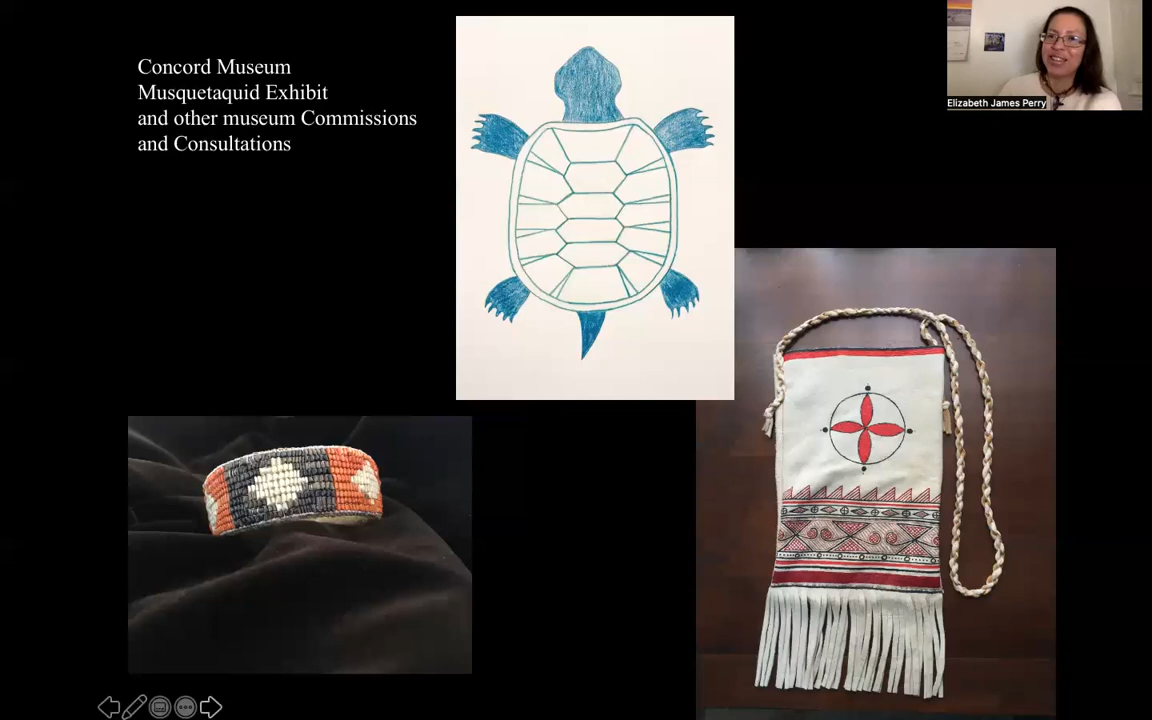 Concord Museum
Musquetaquid Exhibit
and other museum Commissions
and Consultations
Elizabeth James Perry